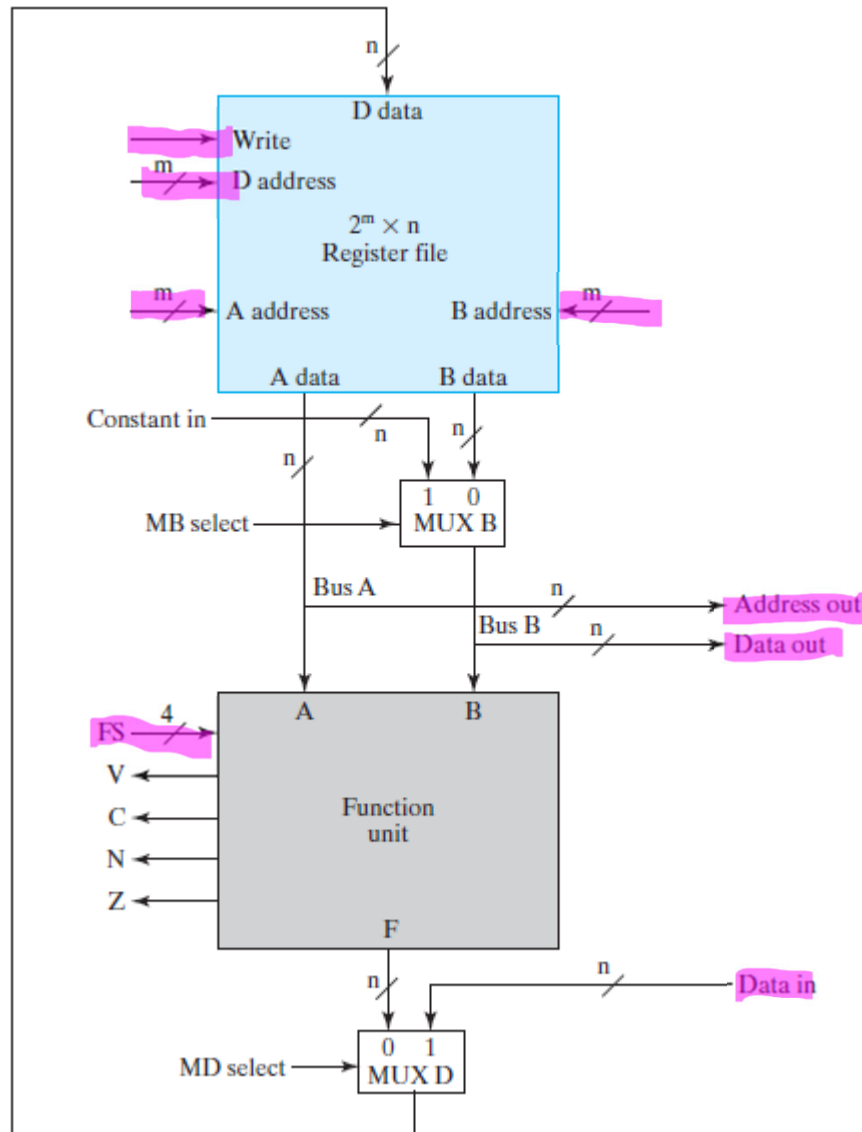 n
D data
Write
m
D address
2ᵐ × n
Register file
m
m
A address
B address
A data
B data
Constant in
n
n
n
1 0
MB select
MUX B
Bus A
n
Address out
Bus B
n
Data out
A
B
4
FS
V
Function
C
unit
N
Z
F
n
n
Data in
0 1
MD select
MUX D